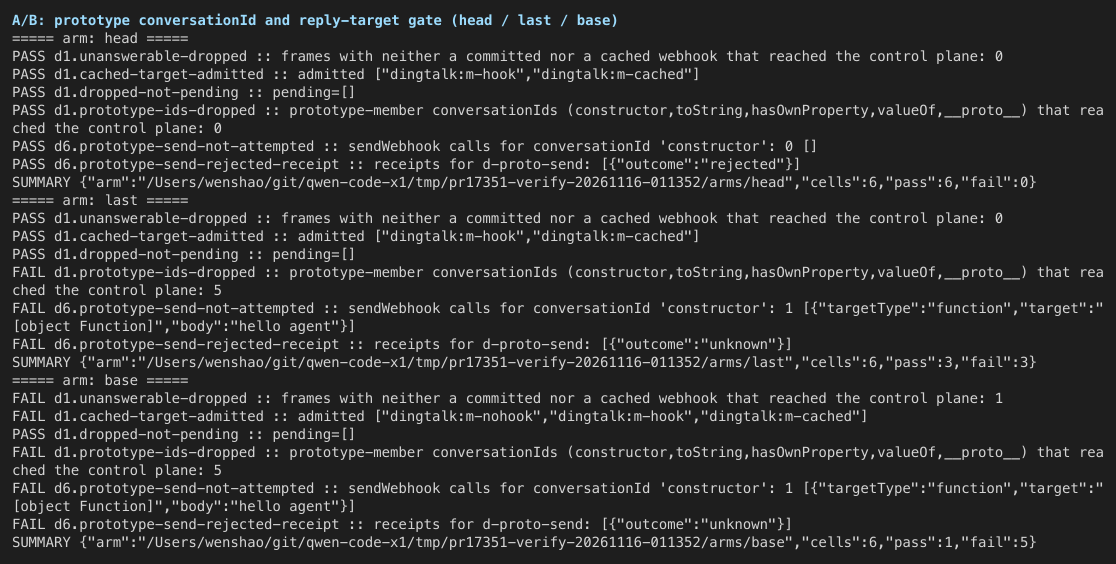 A/B: prototype conversationId and reply-target gate (head / last / base)
===== arm: head =====
PASS d1.unanswerable-dropped :: frames with neither a committed nor a cached webhook that reached the control plane: 0
PASS d1.cached-target-admitted :: admitted ["dingtalk:m-hook","dingtalk:m-cached"]
PASS d1.dropped-not-pending :: pending=[]
PASS d1.prototype-ids-dropped :: prototype-member conversationIds (constructor,toString,hasOwnProperty,valueOf,__proto__) that rea
ched the control plane: 0
PASS d6.prototype-send-not-attempted :: sendWebhook calls for conversationId 'constructor': 0 []
PASS d6.prototype-send-rejected-receipt :: receipts for d-proto-send: [{"outcome":"rejected"}]
SUMMARY {"arm":"/Users/wenshao/git/qwen-code-x1/tmp/pr17351-verify-20261116-011352/arms/head","cells":6,"pass":6,"fail":0}
===== arm: last =====
PASS d1.unanswerable-dropped :: frames with neither a committed nor a cached webhook that reached the control plane: 0
PASS d1.cached-target-admitted :: admitted ["dingtalk:m-hook","dingtalk:m-cached"]
PASS d1.dropped-not-pending :: pending=[]
FAIL d1.prototype-ids-dropped :: prototype-member conversationIds (constructor,toString,hasOwnProperty,valueOf,__proto__) that rea
ched the control plane: 5
FAIL d6.prototype-send-not-attempted :: sendWebhook calls for conversationId 'constructor': 1 [{"targetType":"function","target":"
[object Function]","body":"hello agent"}]
FAIL d6.prototype-send-rejected-receipt :: receipts for d-proto-send: [{"outcome":"unknown"}]
SUMMARY {"arm":"/Users/wenshao/git/qwen-code-x1/tmp/pr17351-verify-20261116-011352/arms/last","cells":6,"pass":3,"fail":3}
===== arm: base =====
FAIL d1.unanswerable-dropped :: frames with neither a committed nor a cached webhook that reached the control plane: 1
FAIL d1.cached-target-admitted :: admitted ["dingtalk:m-nohook","dingtalk:m-hook","dingtalk:m-cached"]
PASS d1.dropped-not-pending :: pending=[]
FAIL d1.prototype-ids-dropped :: prototype-member conversationIds (constructor,toString,hasOwnProperty,valueOf,__proto__) that rea
ched the control plane: 5
FAIL d6.prototype-send-not-attempted :: sendWebhook calls for conversationId 'constructor': 1 [{"targetType":"function","target":"
[object Function]","body":"hello agent"}]
FAIL d6.prototype-send-rejected-receipt :: receipts for d-proto-send: [{"outcome":"unknown"}]
SUMMARY {"arm":"/Users/wenshao/git/qwen-code-x1/tmp/pr17351-verify-20261116-011352/arms/base","cells":6,"pass":1,"fail":5}